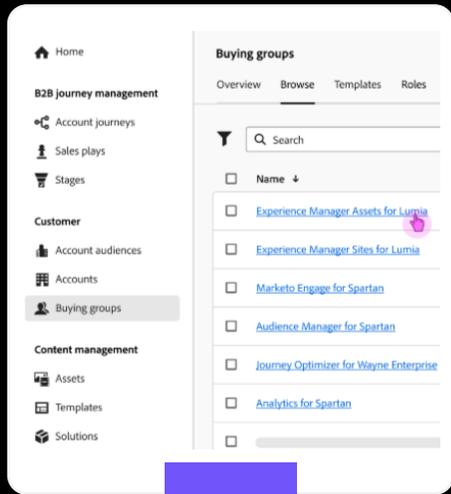 Home
B2B journey management
Account journeys
Sales plays
Stages
Customer
Account audiences
Accounts
Buying groups
Content management
Assets
Templates
Solutions
Buying groups
Overview Browse Templates Roles
Search
Name ↓
Experience Manager Assets for Lumia
Experience Manager Sites for Lumia
Marketo Engage for Spartan
Audience Manager for Spartan
Journey Optimizer for Wayne Enterprise
Analytics for Spartan